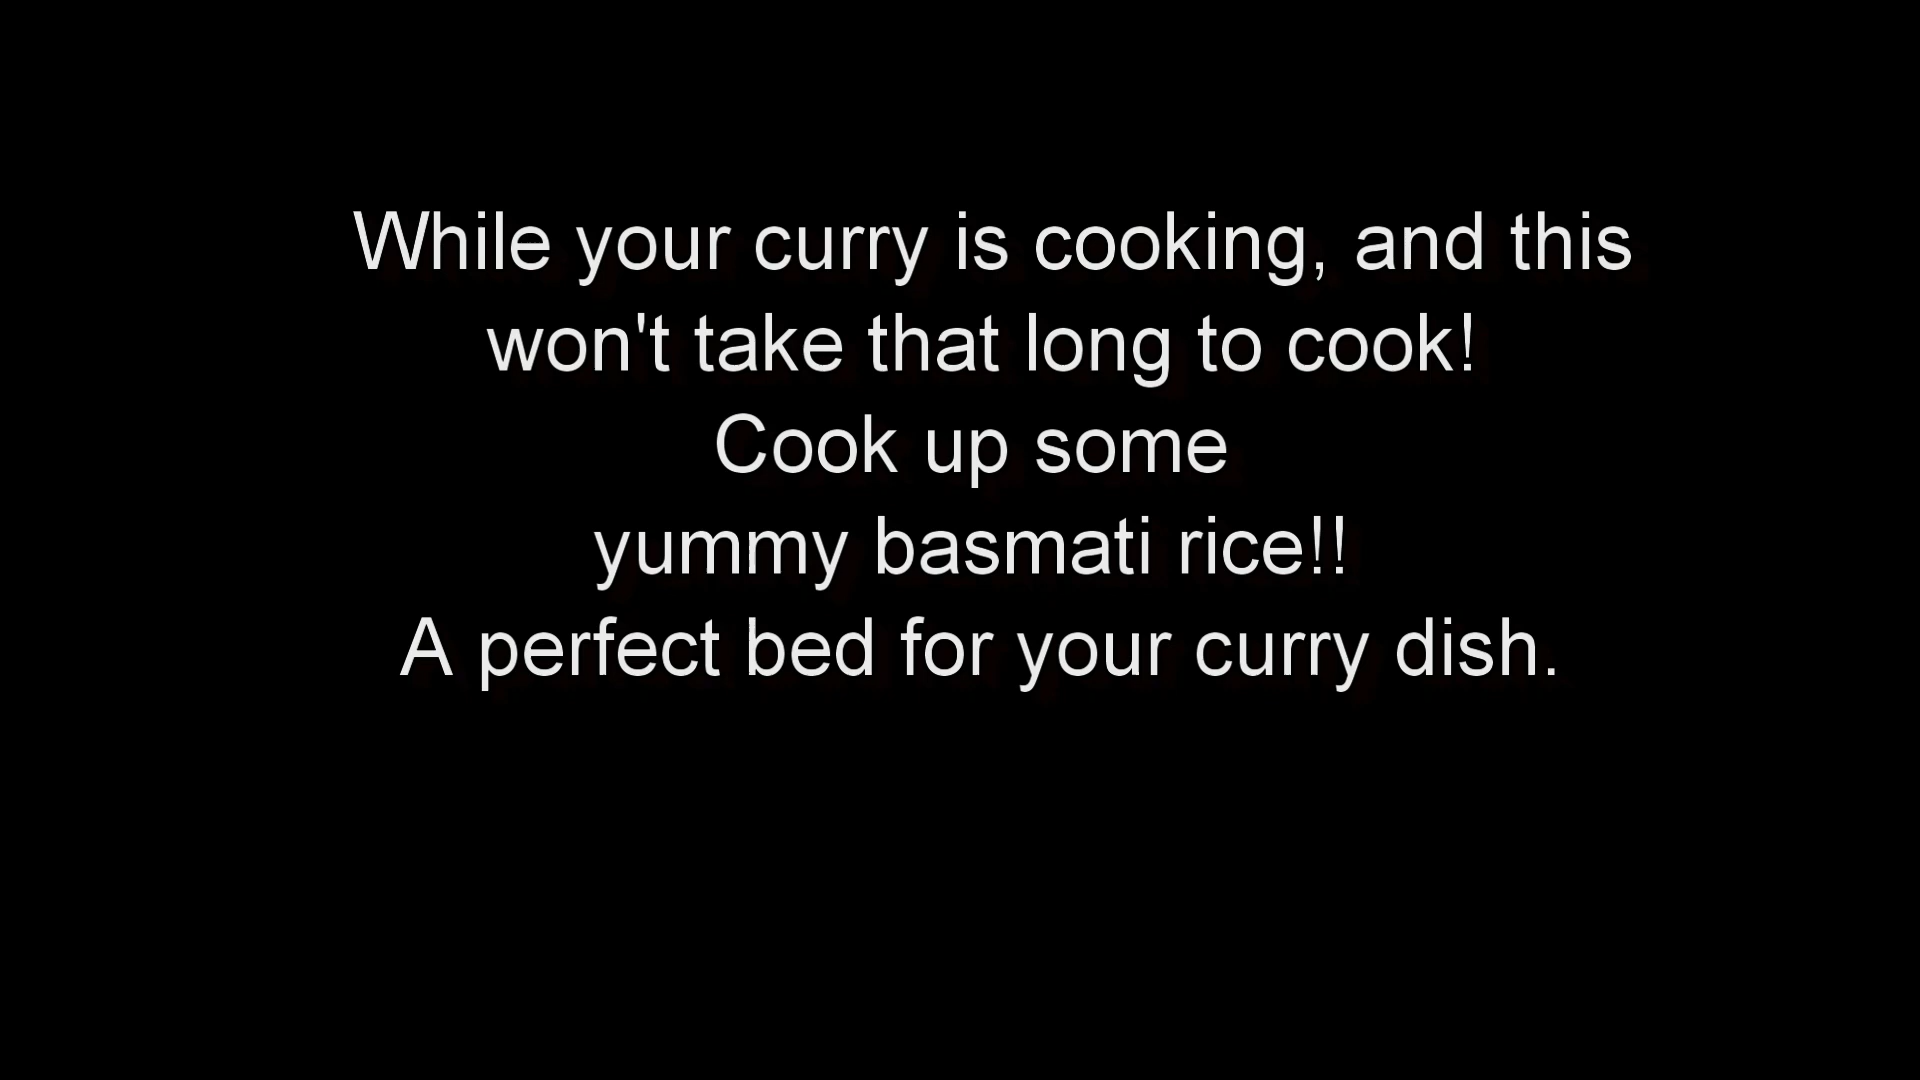 While your curry is cooking, and this
won't take that long to cook!
Cook up some
yummy basmati rice!!
A perfect bed for your curry dish.